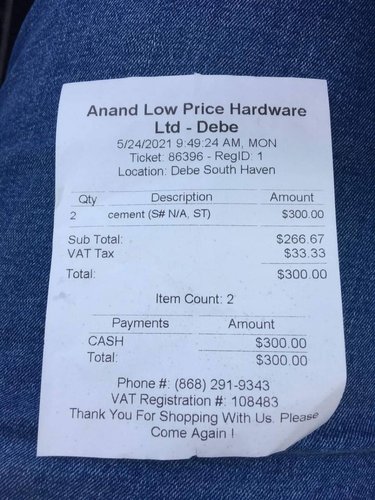 Anand Low Price Hardware
Ltd - Debe
5/24/2021 9:49:24 AM, MON
Ticket: 86396 - RegID: 1
Location: Debe South Haven
Qty Description Amount
2 cement (S# N/A, ST) $300.00
Sub Total: $266.67
VAT Tax $33.33
Total: $300.00
Item Count: 2
Payments Amount
CASH $300.00
Total: $300.00
Phone #: (868) 291-9343
VAT Registration #: 108483
Thank You For Shopping With Us. Please
Come Again !